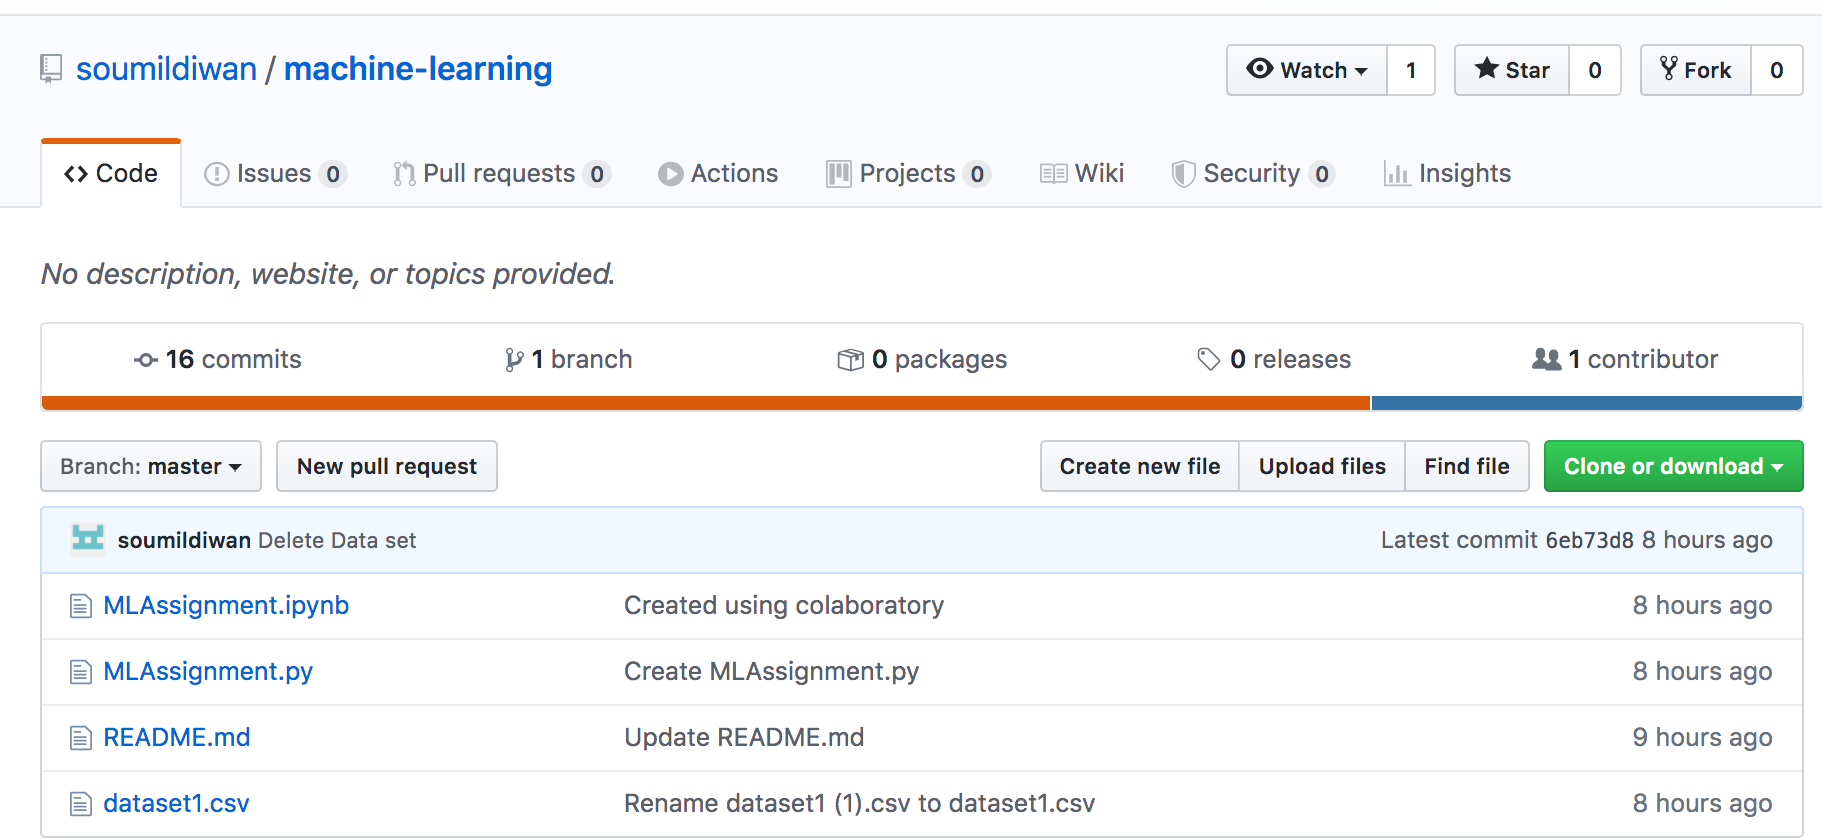 soumildiwan / machine-learning Watch 1 Star 0 Fork 0
Code Issues 0 Pull requests 0 Actions Projects 0 Wiki Security 0 Insights
No description, website, or topics provided.
16 commits 1 branch 0 packages 0 releases 1 contributor
Branch: master New pull request Create new file Upload files Find file Clone or download
soumildiwan Delete Data set Latest commit 6eb73d8 8 hours ago
MLAssignment.ipynb Created using colaboratory 8 hours ago
MLAssignment.py Create MLAssignment.py 8 hours ago
README.md Update README.md 9 hours ago
dataset1.csv Rename dataset1 (1).csv to dataset1.csv 8 hours ago